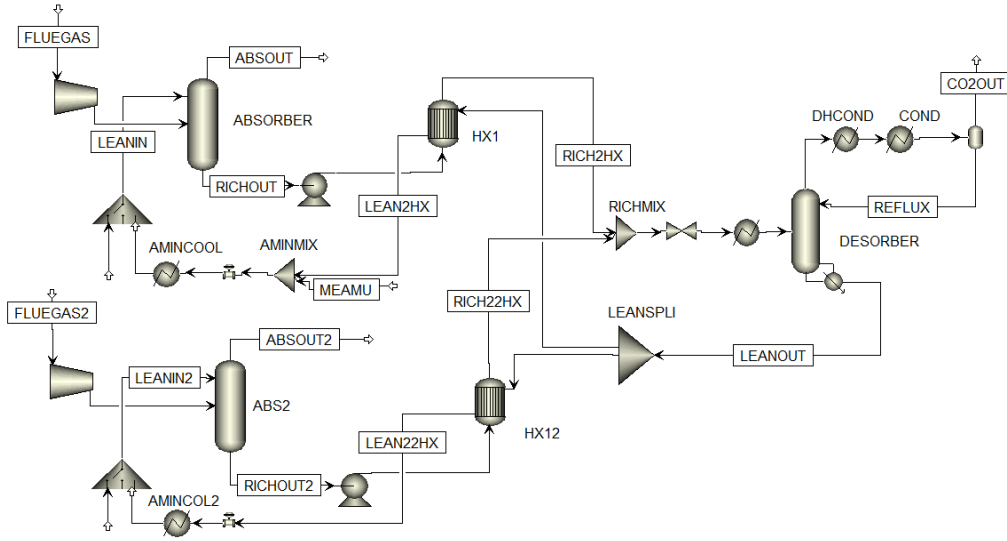 FLUEGAS
ABSOUT
CO2OUT
ABSORBER
DHCOND
COND
LEANIN
HX1
RICH2HX
RICHOUT
LEAN2HX
RICHMIX
REFLUX
DESORBER
AMINCOOL
AMINMIX
MEAMU
RICH22HX
FLUEGAS2
ABSOUT2
LEANSPLI
LEANOUT
LEANIN2
ABS2
HX12
LEAN22HX
RICHOUT2
AMINCOL2